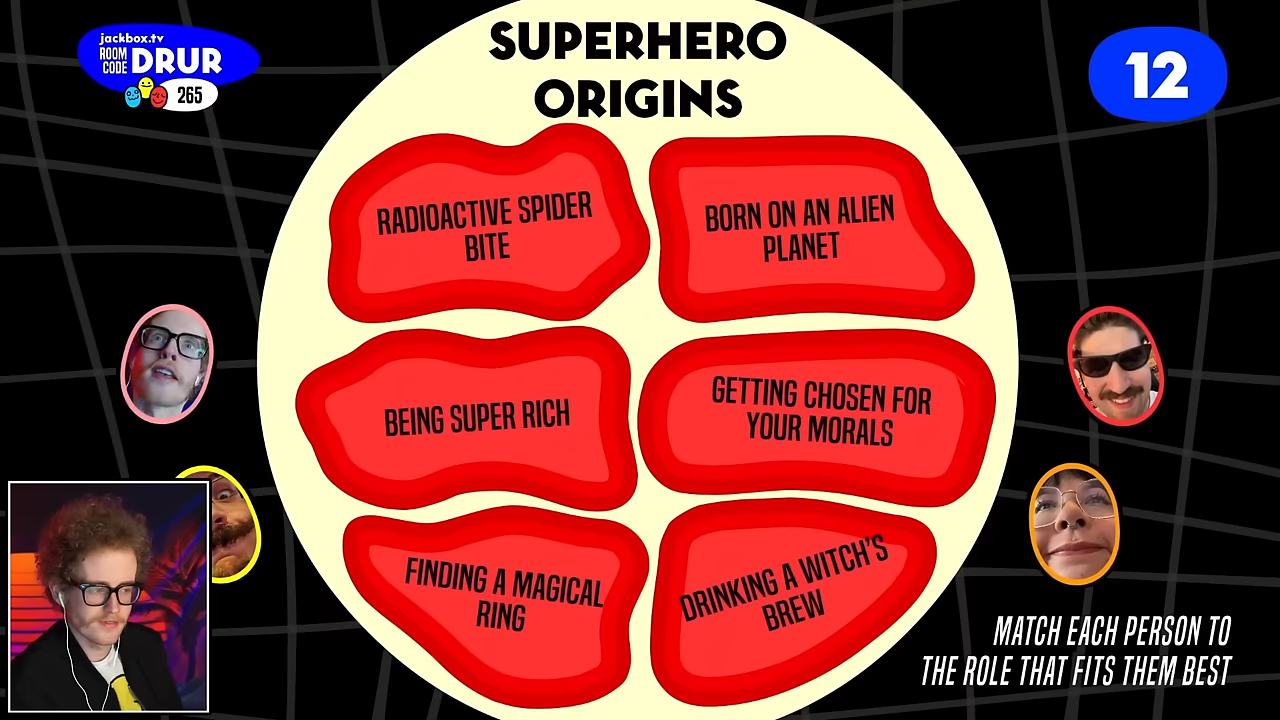 jackbox.tv
ROOM
CODE
DRUR
265
SUPERHERO
ORIGINS
12
RADIOACTIVE SPIDER
BITE
BORN ON AN ALIEN
PLANET
BEING SUPER RICH
GETTING CHOSEN FOR
YOUR MORALS
FINDING A MAGICAL
RING
DRINKING A WITCH'S
BREW
MATCH EACH PERSON TO
THE ROLE THAT FITS THEM BEST